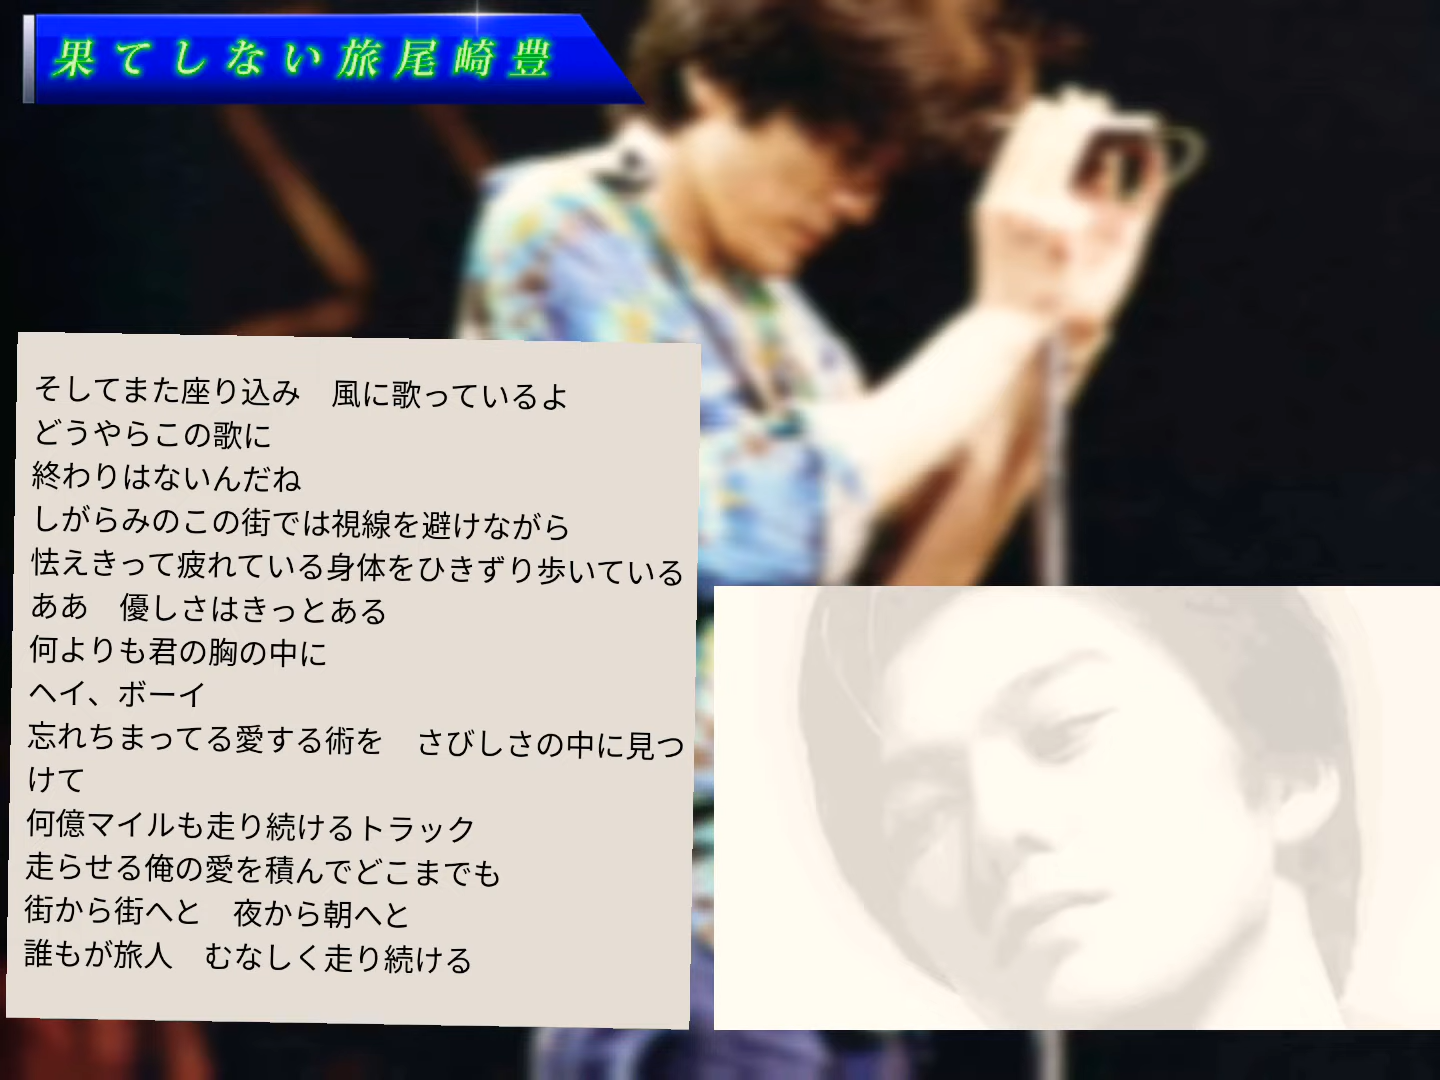 果てしない旅尾崎豊
そしてまた座り込み　風に歌っているよ
どうやらこの歌に
終わりはないんだね
しがらみのこの街では視線を避けながら
怯えきって疲れている身体をひきずり歩いている
ああ　優しさはきっとある
何よりも君の胸の中に
ヘイ、ボーイ
忘れちまってる愛する術を　さびしさの中に見つ
けて
何億マイルも走り続けるトラック
走らせる俺の愛を積んでどこまでも
街から街へと　夜から朝へと
誰もが旅人　むなしく走り続ける